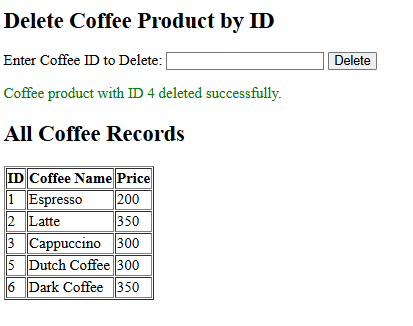 Delete Coffee Product by ID
Enter Coffee ID to Delete: Delete
Coffee product with ID 4 deleted successfully.
All Coffee Records
ID Coffee Name Price
1 Espresso 200
2 Latte 350
3 Cappuccino 300
5 Dutch Coffee 300
6 Dark Coffee 350